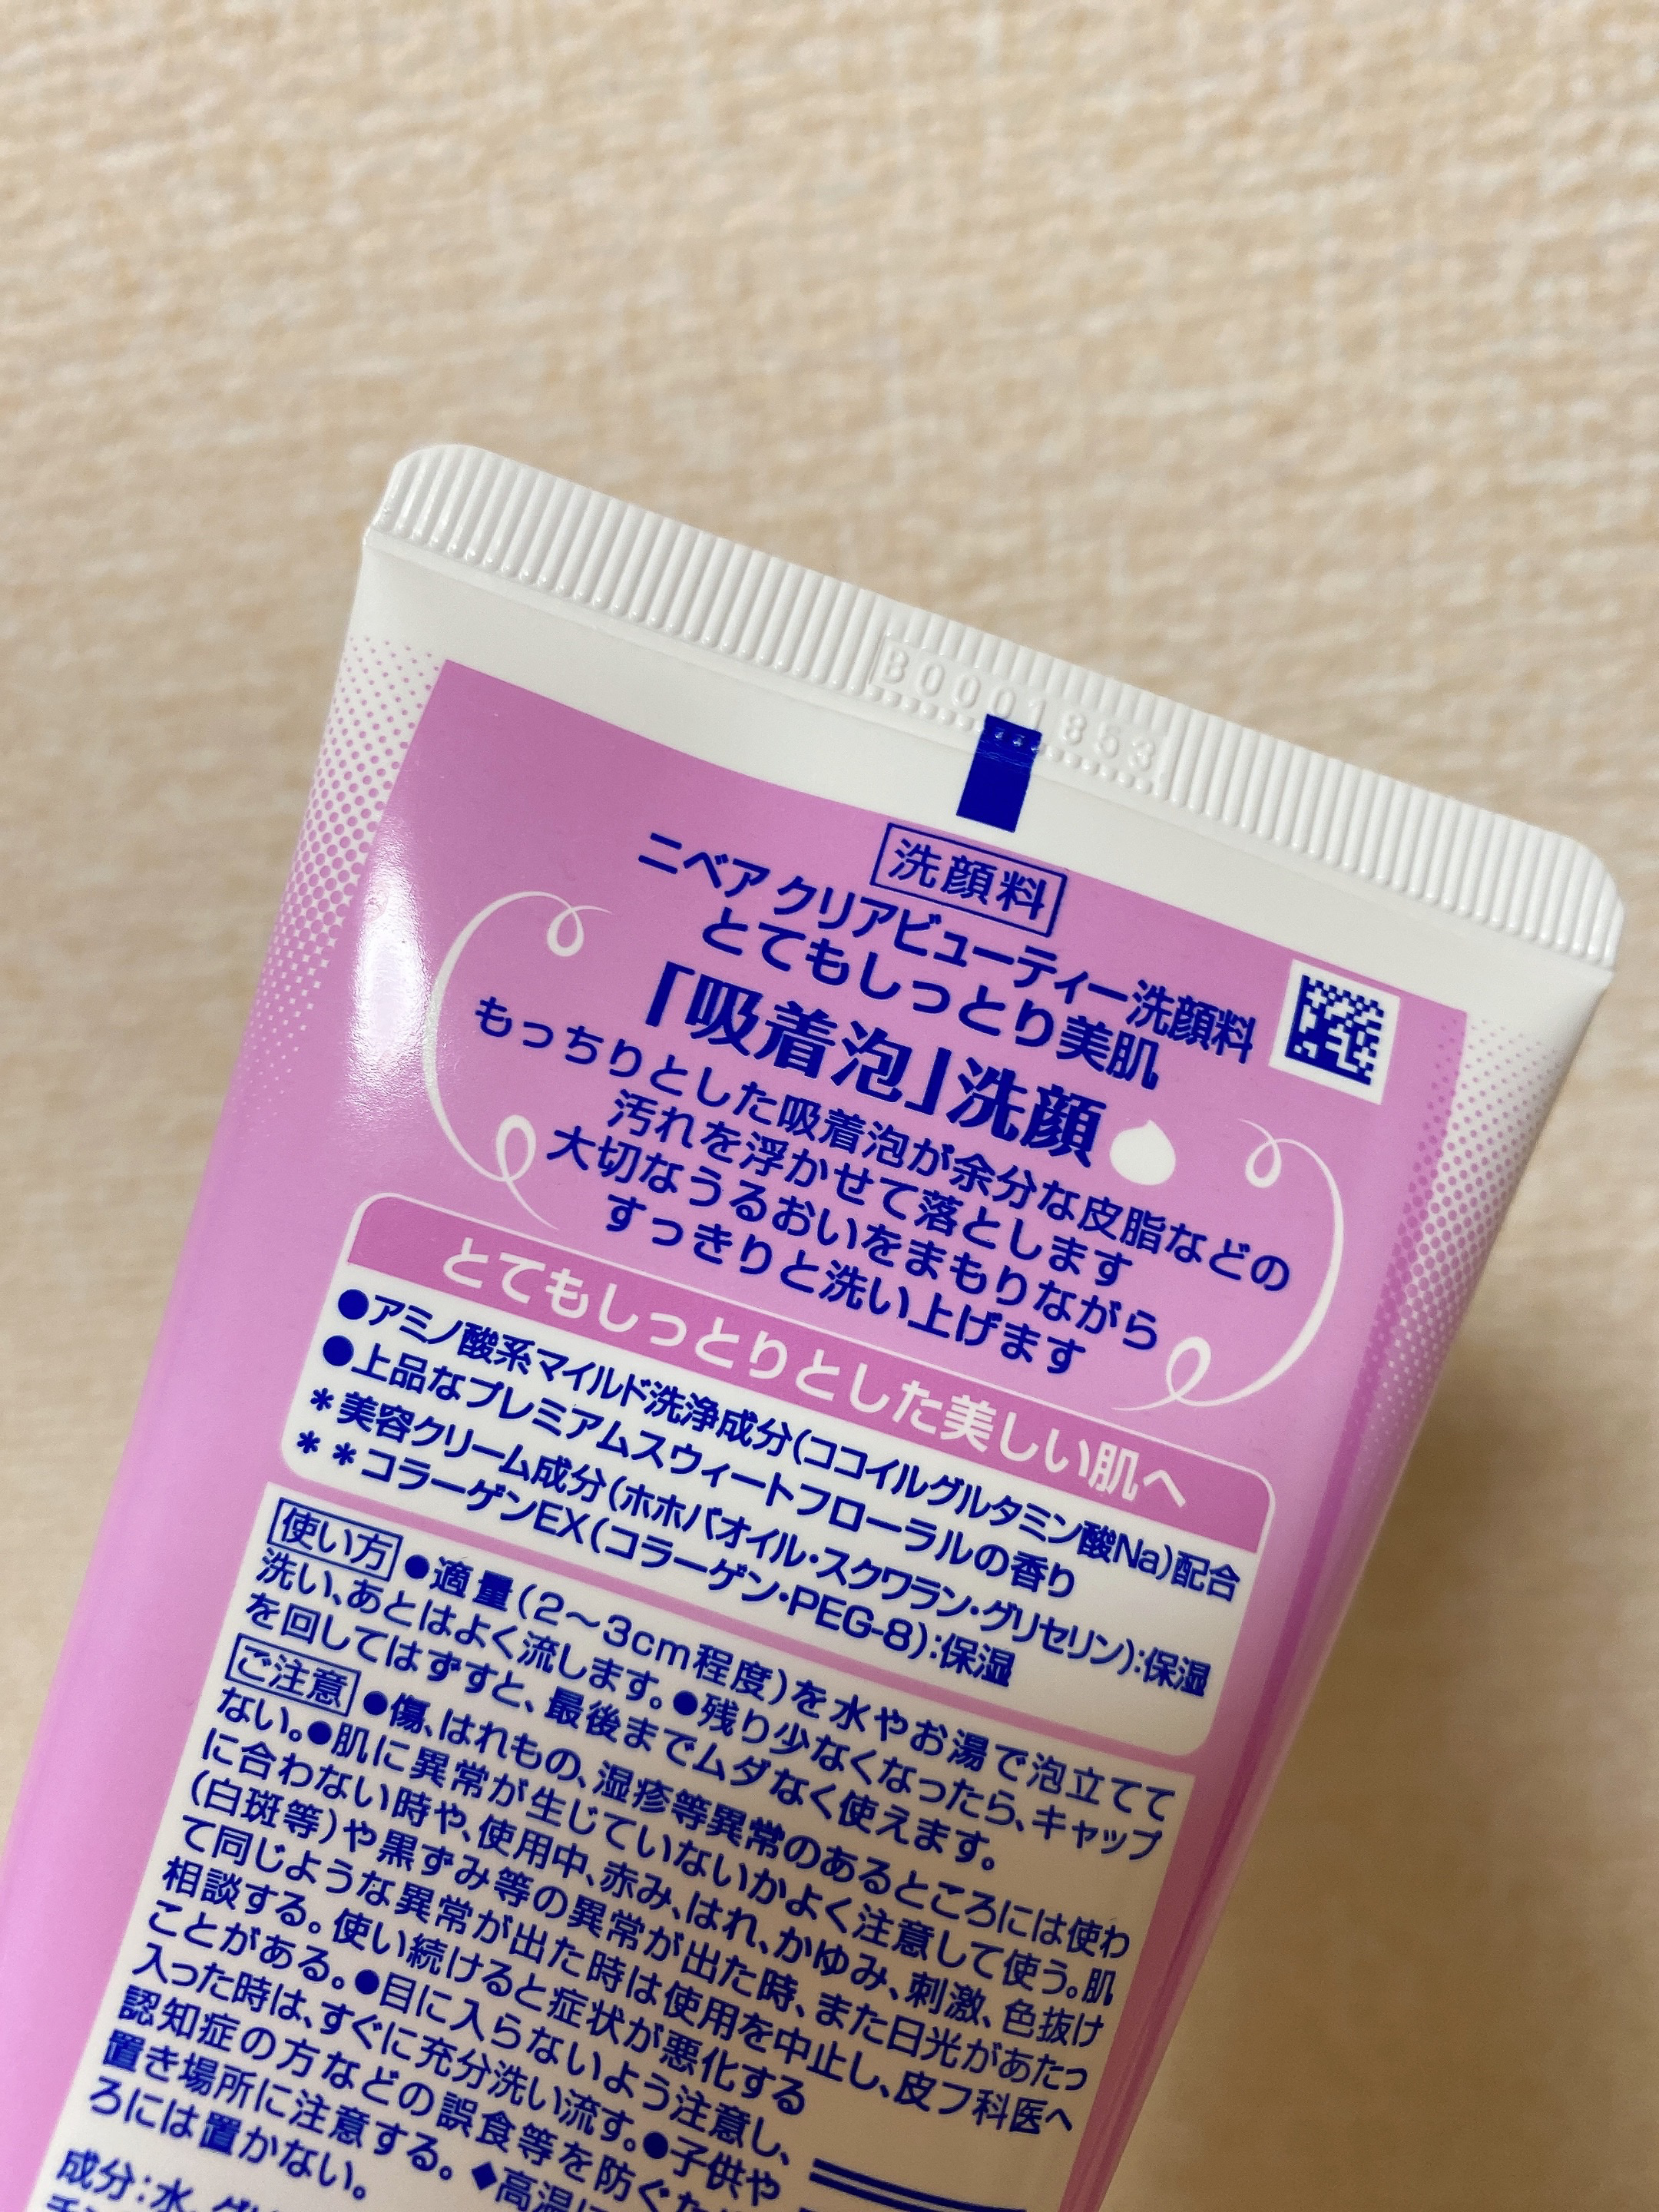 B0001853
洗顔料
ニベア クリアビューティー洗顔料
とてもしっとり美肌
「吸着泡」洗顔
もっちりとした吸着泡が余分な皮脂などの
汚れを浮かせて落とします
大切なうるおいをまもりながら
すっきりと洗い上げます
とてもしっとりとした美しい肌へ
●アミノ酸系マイルド洗浄成分(ココイルグルタミン酸Na)配合
●上品なプレミアムスウィートフローラルの香り
*美容クリーム成分(ホホバオイル・スクワラン・グリセリン):保湿
**コラーゲンEX(コラーゲン・PEG-8):保湿
使い方 ●適量(2〜3cm程度)を水やお湯で泡立てて
洗い、あとはよく流します。●残り少なくなったら、キャップ
を回してはずすと、最後までムダなく使えます。
ご注意 ●傷、はれもの、湿疹等異常のあるところには使わ
ない。●肌に異常が生じていないかよく注意して使う。肌
に合わない時や、使用中、赤み、はれ、かゆみ、刺激、色抜け
(白斑等)や黒ずみ等の異常が出た時、また日光があたっ
て同じような異常が出た時は使用を中止し、皮フ科医へ
相談する。使い続けると症状が悪化する
ことがある。●目に入らないよう注意し、
入った時は、すぐに充分洗い流す。●子供や
認知症の方などの誤食等を防ぐため
置き場所に注意する。◆高温に
ろには置かない。
成分:水、グリ